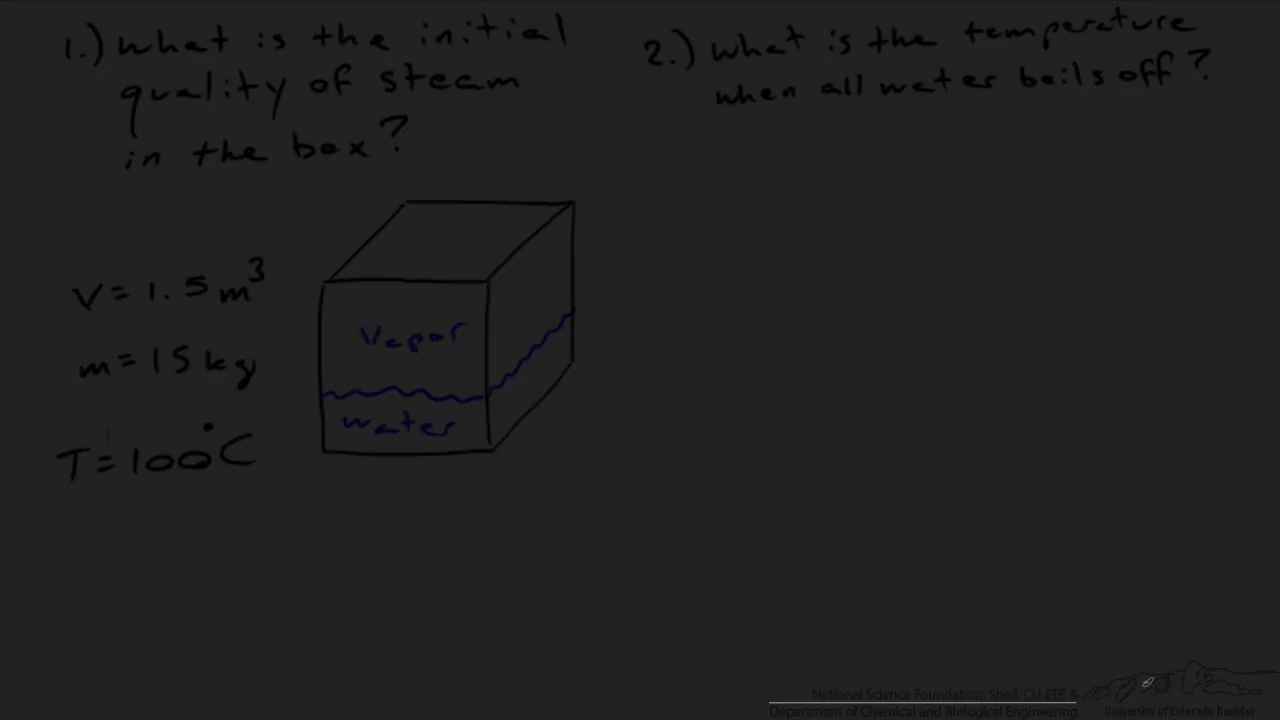 1.) what is the initial
quality of steam
in the box?
2.) what is the temperature
when all water boils off?
V = 1.5 m³
m = 15 kg
T = 100°C
Vapor
water
National Science Foundation, Shell, CU-EEF &
Department of Chemical and Biological Engineering
University of Colorado Boulder